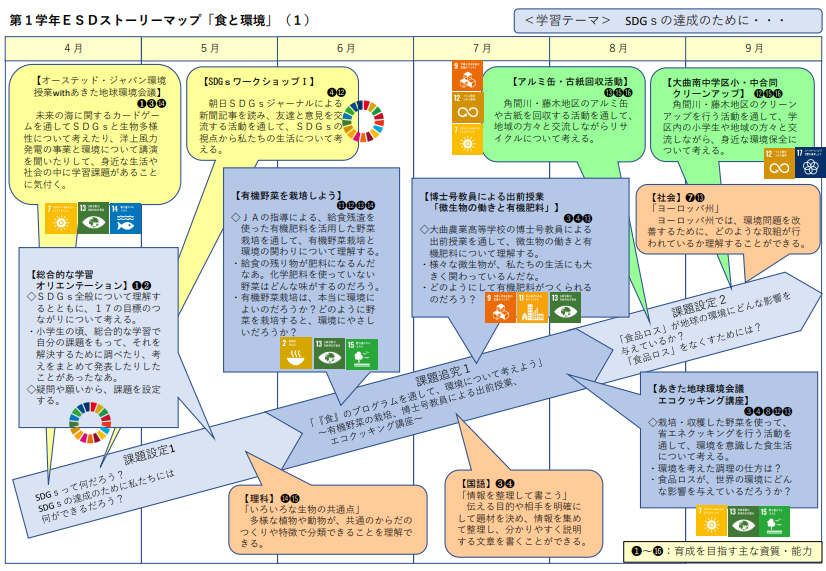 第１学年ＥＳＤストーリーマップ「食と環境」（１）
＜学習テーマ＞　SDGｓの達成のために・・・
４月
５月
６月
７月
８月
９月
【オーステッド・ジャパン環境
授業withあきた地球環境会議】
❶❸⓮
未来の海に関するカードゲー
ムを通してＳＤＧｓと生物多様
性について考えたり、洋上風力
発電の事業と環境について講演
を聞いたりして、身近な生活や
社会の中に学習課題があること
に気付く。
【SDGｓワークショップⅠ】
❹⓬
朝日ＳＤＧｓジャーナルによる
新聞記事を読み、友達と意見を交
流する活動を通して、ＳＤＧｓの
視点から私たちの生活について考
える。
【アルミ缶・古紙回収活動】
⓭⓯⓰
角間川・藤木地区のアルミ缶
や古紙を回収する活動を通して、
地域の方々と交流しながらリサ
イクルについて考える。
【大曲南中学区小・中合同
クリーンアップ】
⓬⓯⓰
角間川・藤木地区のクリーン
アップを行う活動を通して、学
区内の小学生や地域の方々と交
流しながら、身近な環境保全に
ついて考える。
【有機野菜を栽培しよう】
⓫⓬⓭⓮
◇ＪＡの指導による、給食残渣を
使った有機肥料を活用した野菜
栽培を通して、有機野菜栽培と
環境の関わりについて理解する。
・給食の残り物が肥料になるんだ
なあ。化学肥料を使っていない
野菜はどんな味がするのだろう。
・有機野菜栽培は、本当に環境に
よいのだろうか？どのように野
菜を栽培すると、環境にやさし
いだろうか？
【博士号教員による出前授業
「微生物の働きと有機肥料」】
❸❹⓫
◇大曲農業高等学校の博士号教員による
出前授業を通して、微生物の働きと有
機肥料について理解する。
・様々な微生物が、私たちの生活にも大
きく関わっているんだな。
・どのようにして有機肥料がつくられる
のだろう？
【社会】❼⓭
「ヨーロッパ州」
ヨーロッパ州では、環境問題を改
善するために、どのような取組が行
われているか理解することができる。
【総合的な学習
オリエンテーション】❶❷
◇ＳＤＧｓ全般について理解す
るとともに、１７の目標のつ
ながりについて考える。
・小学生の頃、総合的な学習で
自分の課題をもって、それを
解決するために調べたり、考
えをまとめて発表したりした
ことがあったなあ。
◇疑問や願いから、課題を設定
する。
課題設定1
SDGｓって何だろう？
SDGｓの達成のために私たちには
何ができるだろう？
課題追究１
「『食』のプログラムを通して、環境について考えよう」
～有機野菜の栽培、博士号教員による出前授業、
エコクッキング講座～
課題設定２
「食品ロス」が地球の環境にどんな影響を
与えているか？
「食品ロス」をなくすためには？
【あきた地球環境会議
エコクッキング講座】
❸❹❽⓬⓫
◇栽培・収穫した野菜を使って、
省エネクッキングを行う活動を
通して、環境を意識した食生活
について考える。
・環境を考えた調理の仕方は？
・食品ロスが、世界の環境にどん
な影響を与えているだろうか？
【理科】⓮⓯
「いろいろな生物の共通点」
多様な植物や動物が、共通のからだの
つくりや特徴で分類できることを理解で
きる。
【国語】❸❹
「情報を整理して書こう」
伝える目的や相手を明確に
して題材を決め、情報を集め
て整理し、分かりやすく説明
する文章を書くことができる。
❶～⓰：育成を目指す主な資質・能力